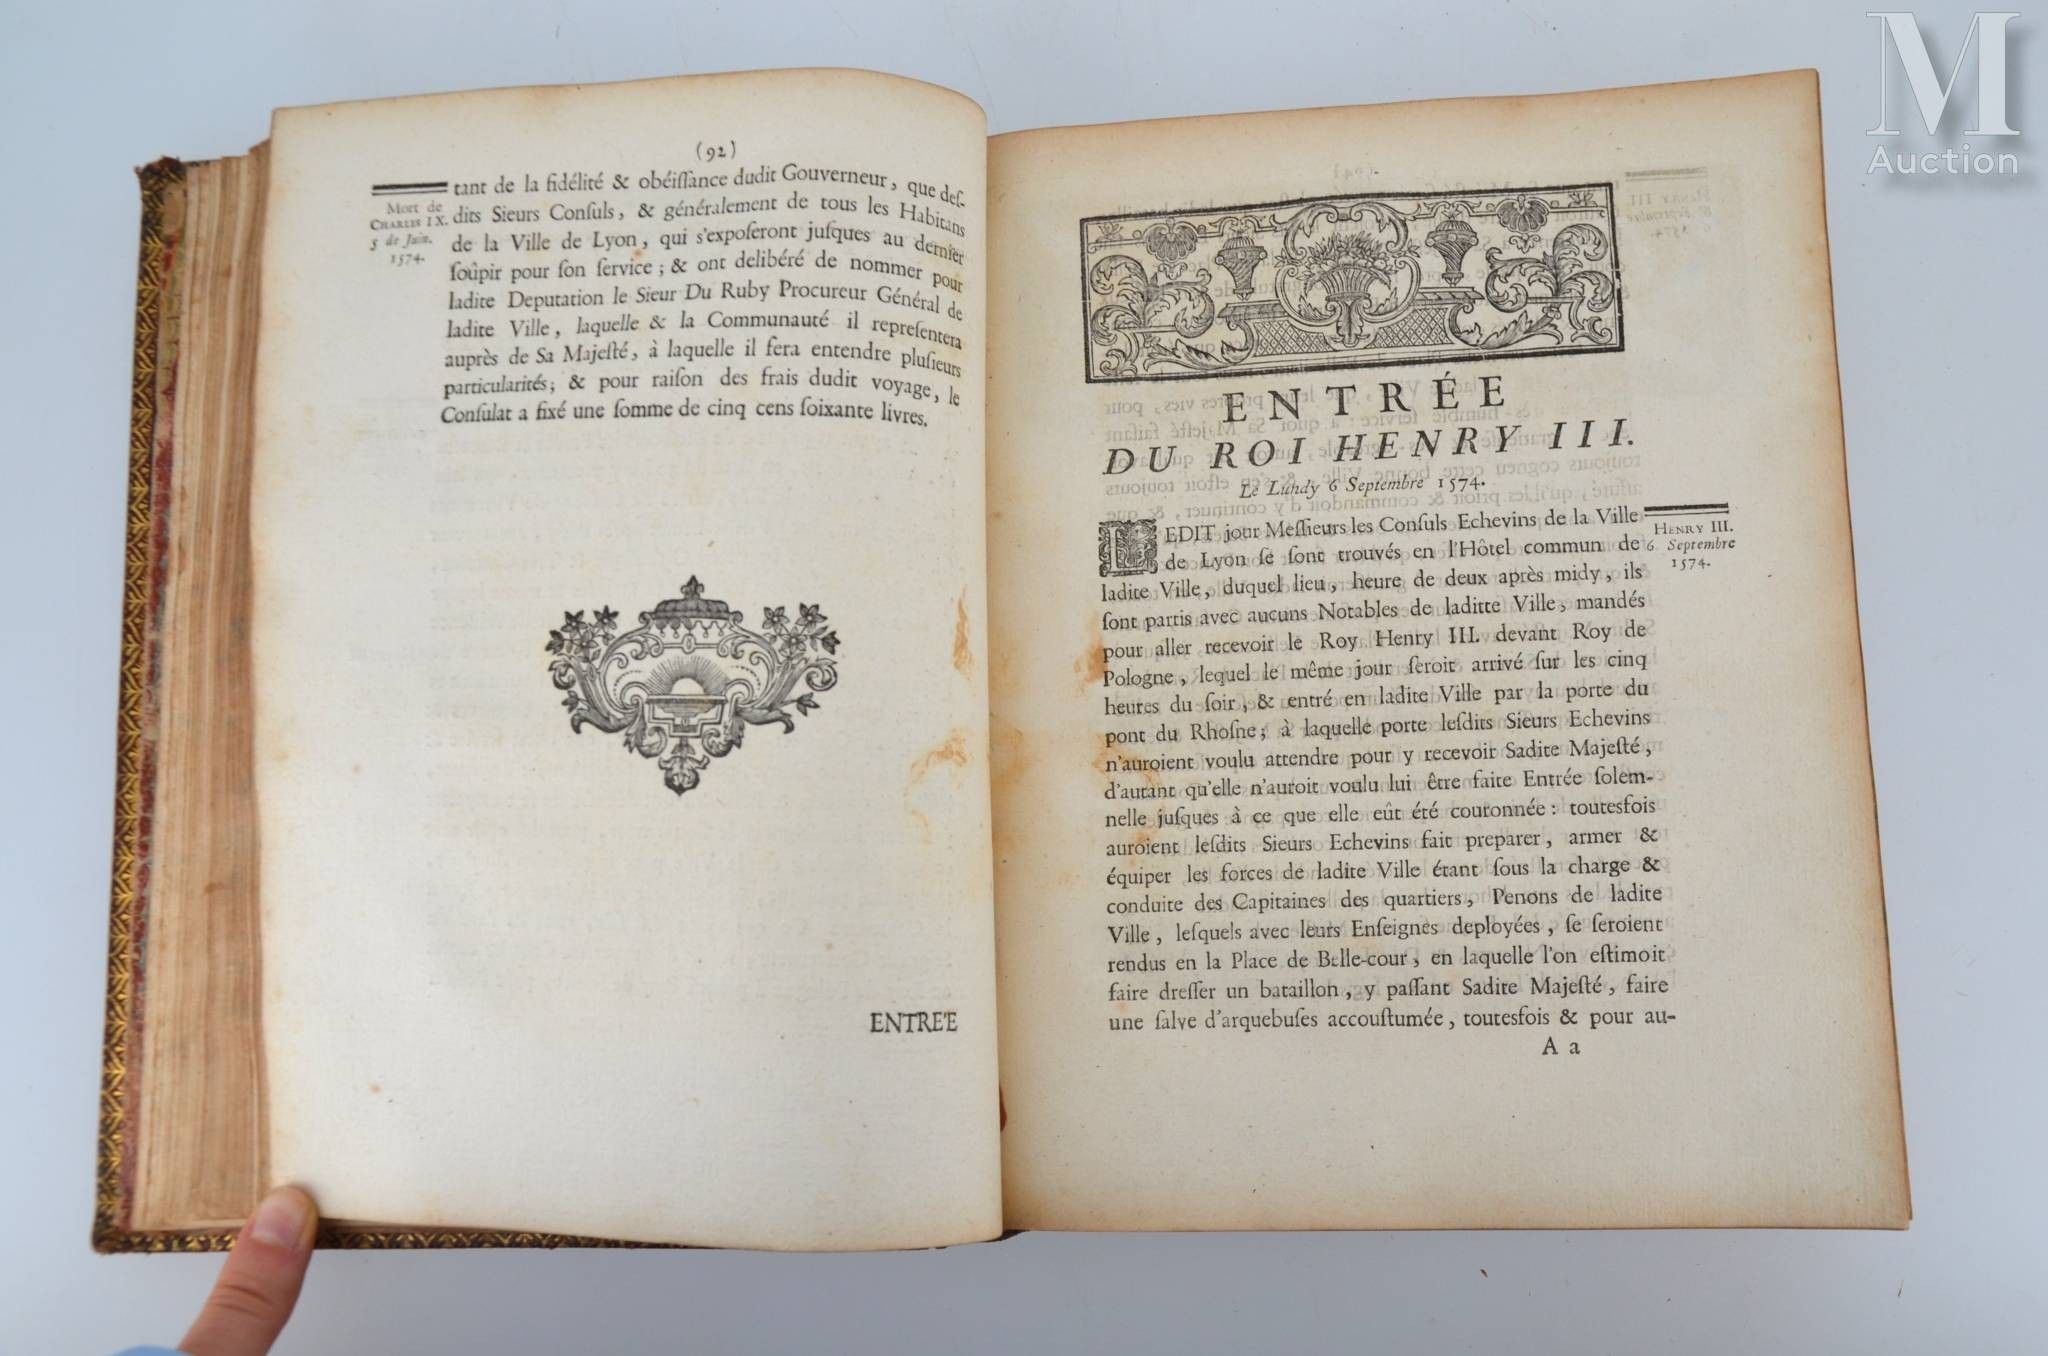 (92)
Mort de
CHARLES IX.
5 de Juin.
1574.
tant de la fidélité & obéiſſance dudit Gouverneur, que deſ-
dits Sieurs Conſuls, & généralement de tous les Habitans
de la Ville de Lyon, qui s'expoſeront juſques au dernier
ſoûpir pour ſon ſervice; & ont delibéré de nommer pour
ladite Deputation le Sieur Du Ruby Procureur Général de
ladite Ville, laquelle & la Communauté il repreſentera
auprès de Sa Majeſté, à laquelle il fera entendre pluſieurs
particularités; & pour raiſon des frais dudit voyage, le
Conſulat a fixé une ſomme de cinq cens ſoixante livres.
ENTRE'E
ENTRÉE
DU ROI HENRY III.
Le Lundy 6 Septembre 1574.
HENRY III.
6 Septembre
1574.
LEDIT jour Meſſieurs les Conſuls Echevins de la Ville
de Lyon ſe ſont trouvés en l'Hôtel commun de
ladite Ville, duquel lieu, heure de deux après midy, ils
ſont partis avec aucuns Notables de laditte Ville, mandés
pour aller recevoir le Roy Henry III. devant Roy de
Pologne, lequel le même jour ſeroit arrivé ſur les cinq
heures du ſoir, & entré en ladite Ville par la porte du
pont du Rhoſne; à laquelle porte leſdits Sieurs Echevins
n'auroient voulu attendre pour y recevoir Sadite Majeſté,
d'autant qu'elle n'auroit voulu lui être faite Entrée ſolem-
nelle juſques à ce que elle eût été couronnée: toutesfois
auroient leſdits Sieurs Echevins fait preparer, armer &
équiper les forces de ladite Ville étant ſous la charge &
conduite des Capitaines des quartiers, Penons de ladite
Ville, leſquels avec leurs Enſeignes deployées, ſe ſeroient
rendus en la Place de Belle-cour, en laquelle l'on eſtimoit
faire dreſſer un bataillon, y paſſant Sadite Majeſté, faire
une ſalve d'arquebuſes accouſtumée, toutesfois & pour au-
A a
M
Auction